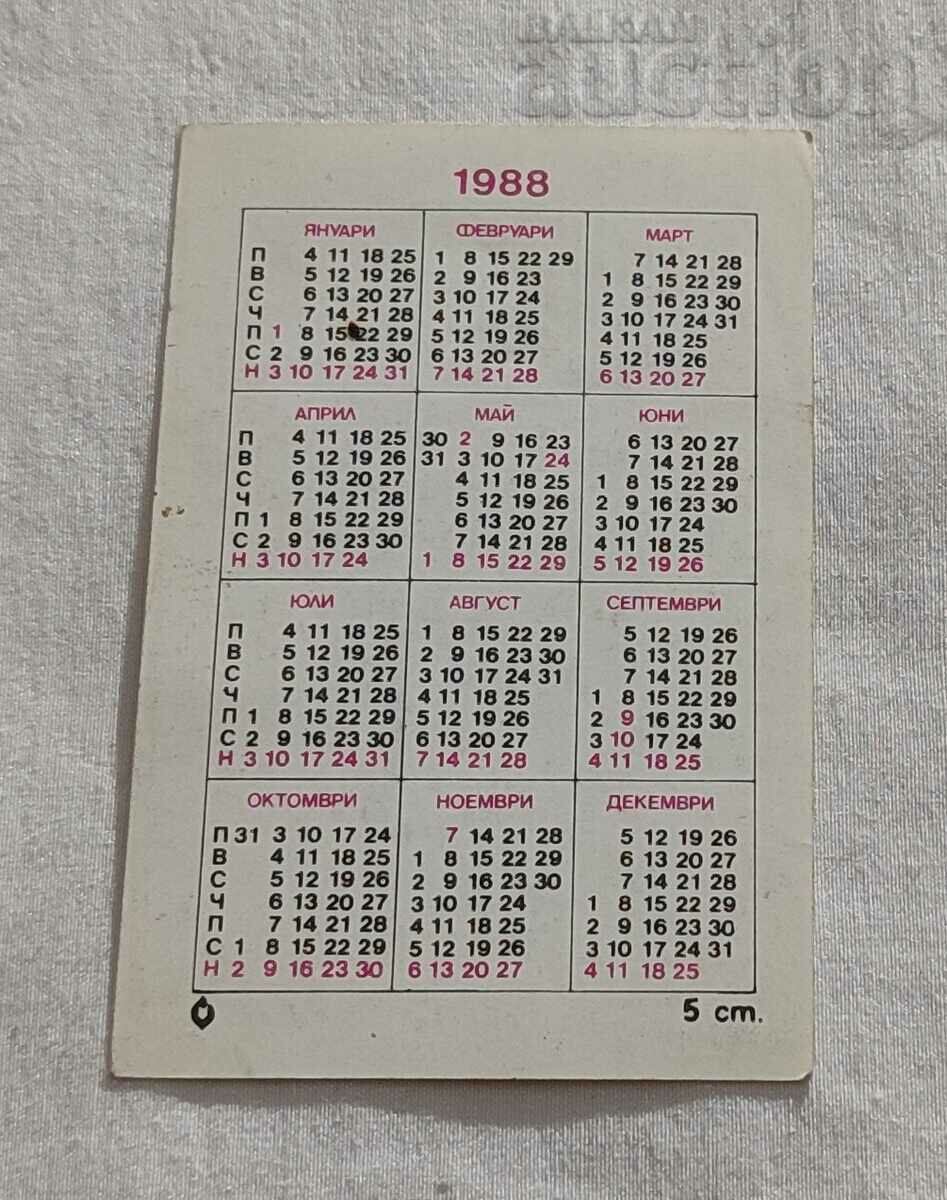 1988
ЯНУАРИ
П 4 11 18 25
В 5 12 19 26
С 6 13 20 27
Ч 7 14 21 28
П 1 8 15 22 29
С 2 9 16 23 30
Н 3 10 17 24 31
ФЕВРУАРИ
1 8 15 22 29
2 9 16 23
3 10 17 24
4 11 18 25
5 12 19 26
6 13 20 27
7 14 21 28
МАРТ
7 14 21 28
1 8 15 22 29
2 9 16 23 30
3 10 17 24 31
4 11 18 25
5 12 19 26
6 13 20 27
АПРИЛ
П 4 11 18 25
В 5 12 19 26
С 6 13 20 27
Ч 7 14 21 28
П 1 8 15 22 29
С 2 9 16 23 30
Н 3 10 17 24
МАЙ
30 2 9 16 23
31 3 10 17 24
4 11 18 25
5 12 19 26
6 13 20 27
7 14 21 28
1 8 15 22 29
ЮНИ
6 13 20 27
7 14 21 28
1 8 15 22 29
2 9 16 23 30
3 10 17 24
4 11 18 25
5 12 19 26
ЮЛИ
П 4 11 18 25
В 5 12 19 26
С 6 13 20 27
Ч 7 14 21 28
П 1 8 15 22 29
С 2 9 16 23 30
Н 3 10 17 24 31
АВГУСТ
1 8 15 22 29
2 9 16 23 30
3 10 17 24 31
4 11 18 25
5 12 19 26
6 13 20 27
7 14 21 28
СЕПТЕМВРИ
5 12 19 26
6 13 20 27
7 14 21 28
1 8 15 22 29
2 9 16 23 30
3 10 17 24
4 11 18 25
ОКТОМВРИ
П 31 3 10 17 24
В 4 11 18 25
С 5 12 19 26
Ч 6 13 20 27
П 7 14 21 28
С 1 8 15 22 29
Н 2 9 16 23 30
НОЕМВРИ
7 14 21 28
1 8 15 22 29
2 9 16 23 30
3 10 17 24
4 11 18 25
5 12 19 26
6 13 20 27
ДЕКЕМВРИ
5 12 19 26
6 13 20 27
7 14 21 28
1 8 15 22 29
2 9 16 23 30
3 10 17 24 31
4 11 18 25
5 ст.